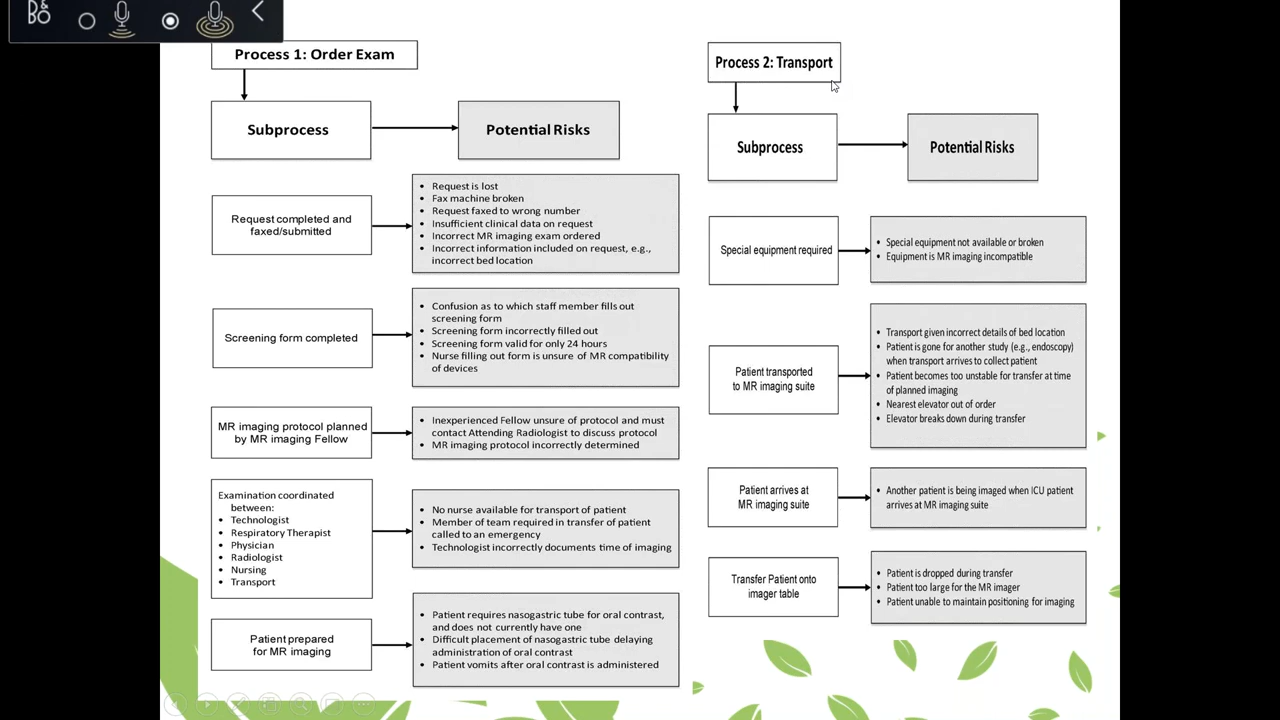 D&
BO
Process 1: Order Exam
Subprocess
Potential Risks
Request completed and
faxed/submitted
• Request is lost
• Fax machine broken
• Request faxed to wrong number
• Insufficient clinical data on request
• Incorrect MR imaging exam ordered
• Incorrect information included on request, e.g.,
incorrect bed location
Screening form completed
• Confusion as to which staff member fills out
screening form
• Screening form incorrectly filled out
• Screening form valid for only 24 hours
• Nurse filling out form is unsure of MR compatibility
of devices
MR imaging protocol planned
by MR imaging Fellow
• Inexperienced Fellow unsure of protocol and must
contact Attending Radiologist to discuss protocol
• MR imaging protocol incorrectly determined
Examination coordinated
between:
• Technologist
• Respiratory Therapist
• Physician
• Radiologist
• Nursing
• Transport
• No nurse available for transport of patient
• Member of team required in transfer of patient
called to an emergency
• Technologist incorrectly documents time of imaging
Patient prepared
for MR imaging
• Patient requires nasogastric tube for oral contrast,
and does not currently have one
• Difficult placement of nasogastric tube delaying
administration of oral contrast
• Patient vomits after oral contrast is administered
Process 2: Transport
Subprocess
Potential Risks
Special equipment required
• Special equipment not available or broken
• Equipment is MR imaging incompatible
Patient transported
to MR imaging suite
• Transport given incorrect details of bed location
• Patient is gone for another study (e.g., endoscopy)
when transport arrives to collect patient
• Patient becomes too unstable for transfer at time
of planned imaging
• Nearest elevator out of order
• Elevator breaks down during transfer
Patient arrives at
MR imaging suite
• Another patient is being imaged when ICU patient
arrives at MR imaging suite
Transfer Patient onto
imager table
• Patient is dropped during transfer
• Patient too large for the MR imager
• Patient unable to maintain positioning for imaging